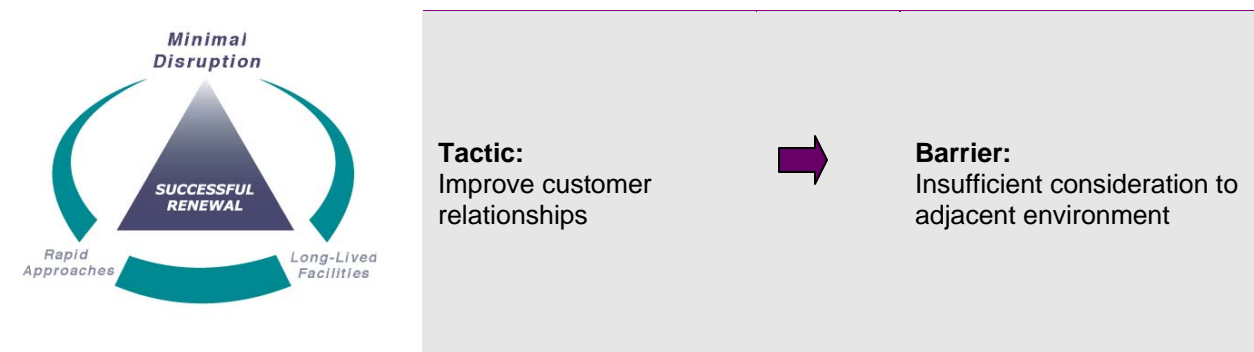 Minimal
Disruption
SUCCESSFUL
RENEWAL
Rapid
Approaches
Long-Lived
Facilities
Tactic:
Improve customer
relationships
Barrier:
Insufficient consideration to
adjacent environment